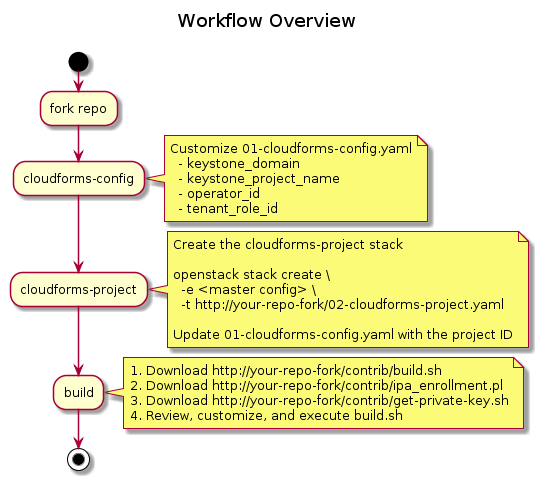 Workflow Overview
fork repo
cloudforms-config
Customize 01-cloudforms-config.yaml
- keystone_domain
- keystone_project_name
- operator_id
- tenant_role_id
cloudforms-project
Create the cloudforms-project stack
openstack stack create \
-e <master config> \
-t http://your-repo-fork/02-cloudforms-project.yaml
Update 01-cloudforms-config.yaml with the project ID
build
1. Download http://your-repo-fork/contrib/build.sh
2. Download http://your-repo-fork/contrib/ipa_enrollment.pl
3. Download http://your-repo-fork/contrib/get-private-key.sh
4. Review, customize, and execute build.sh